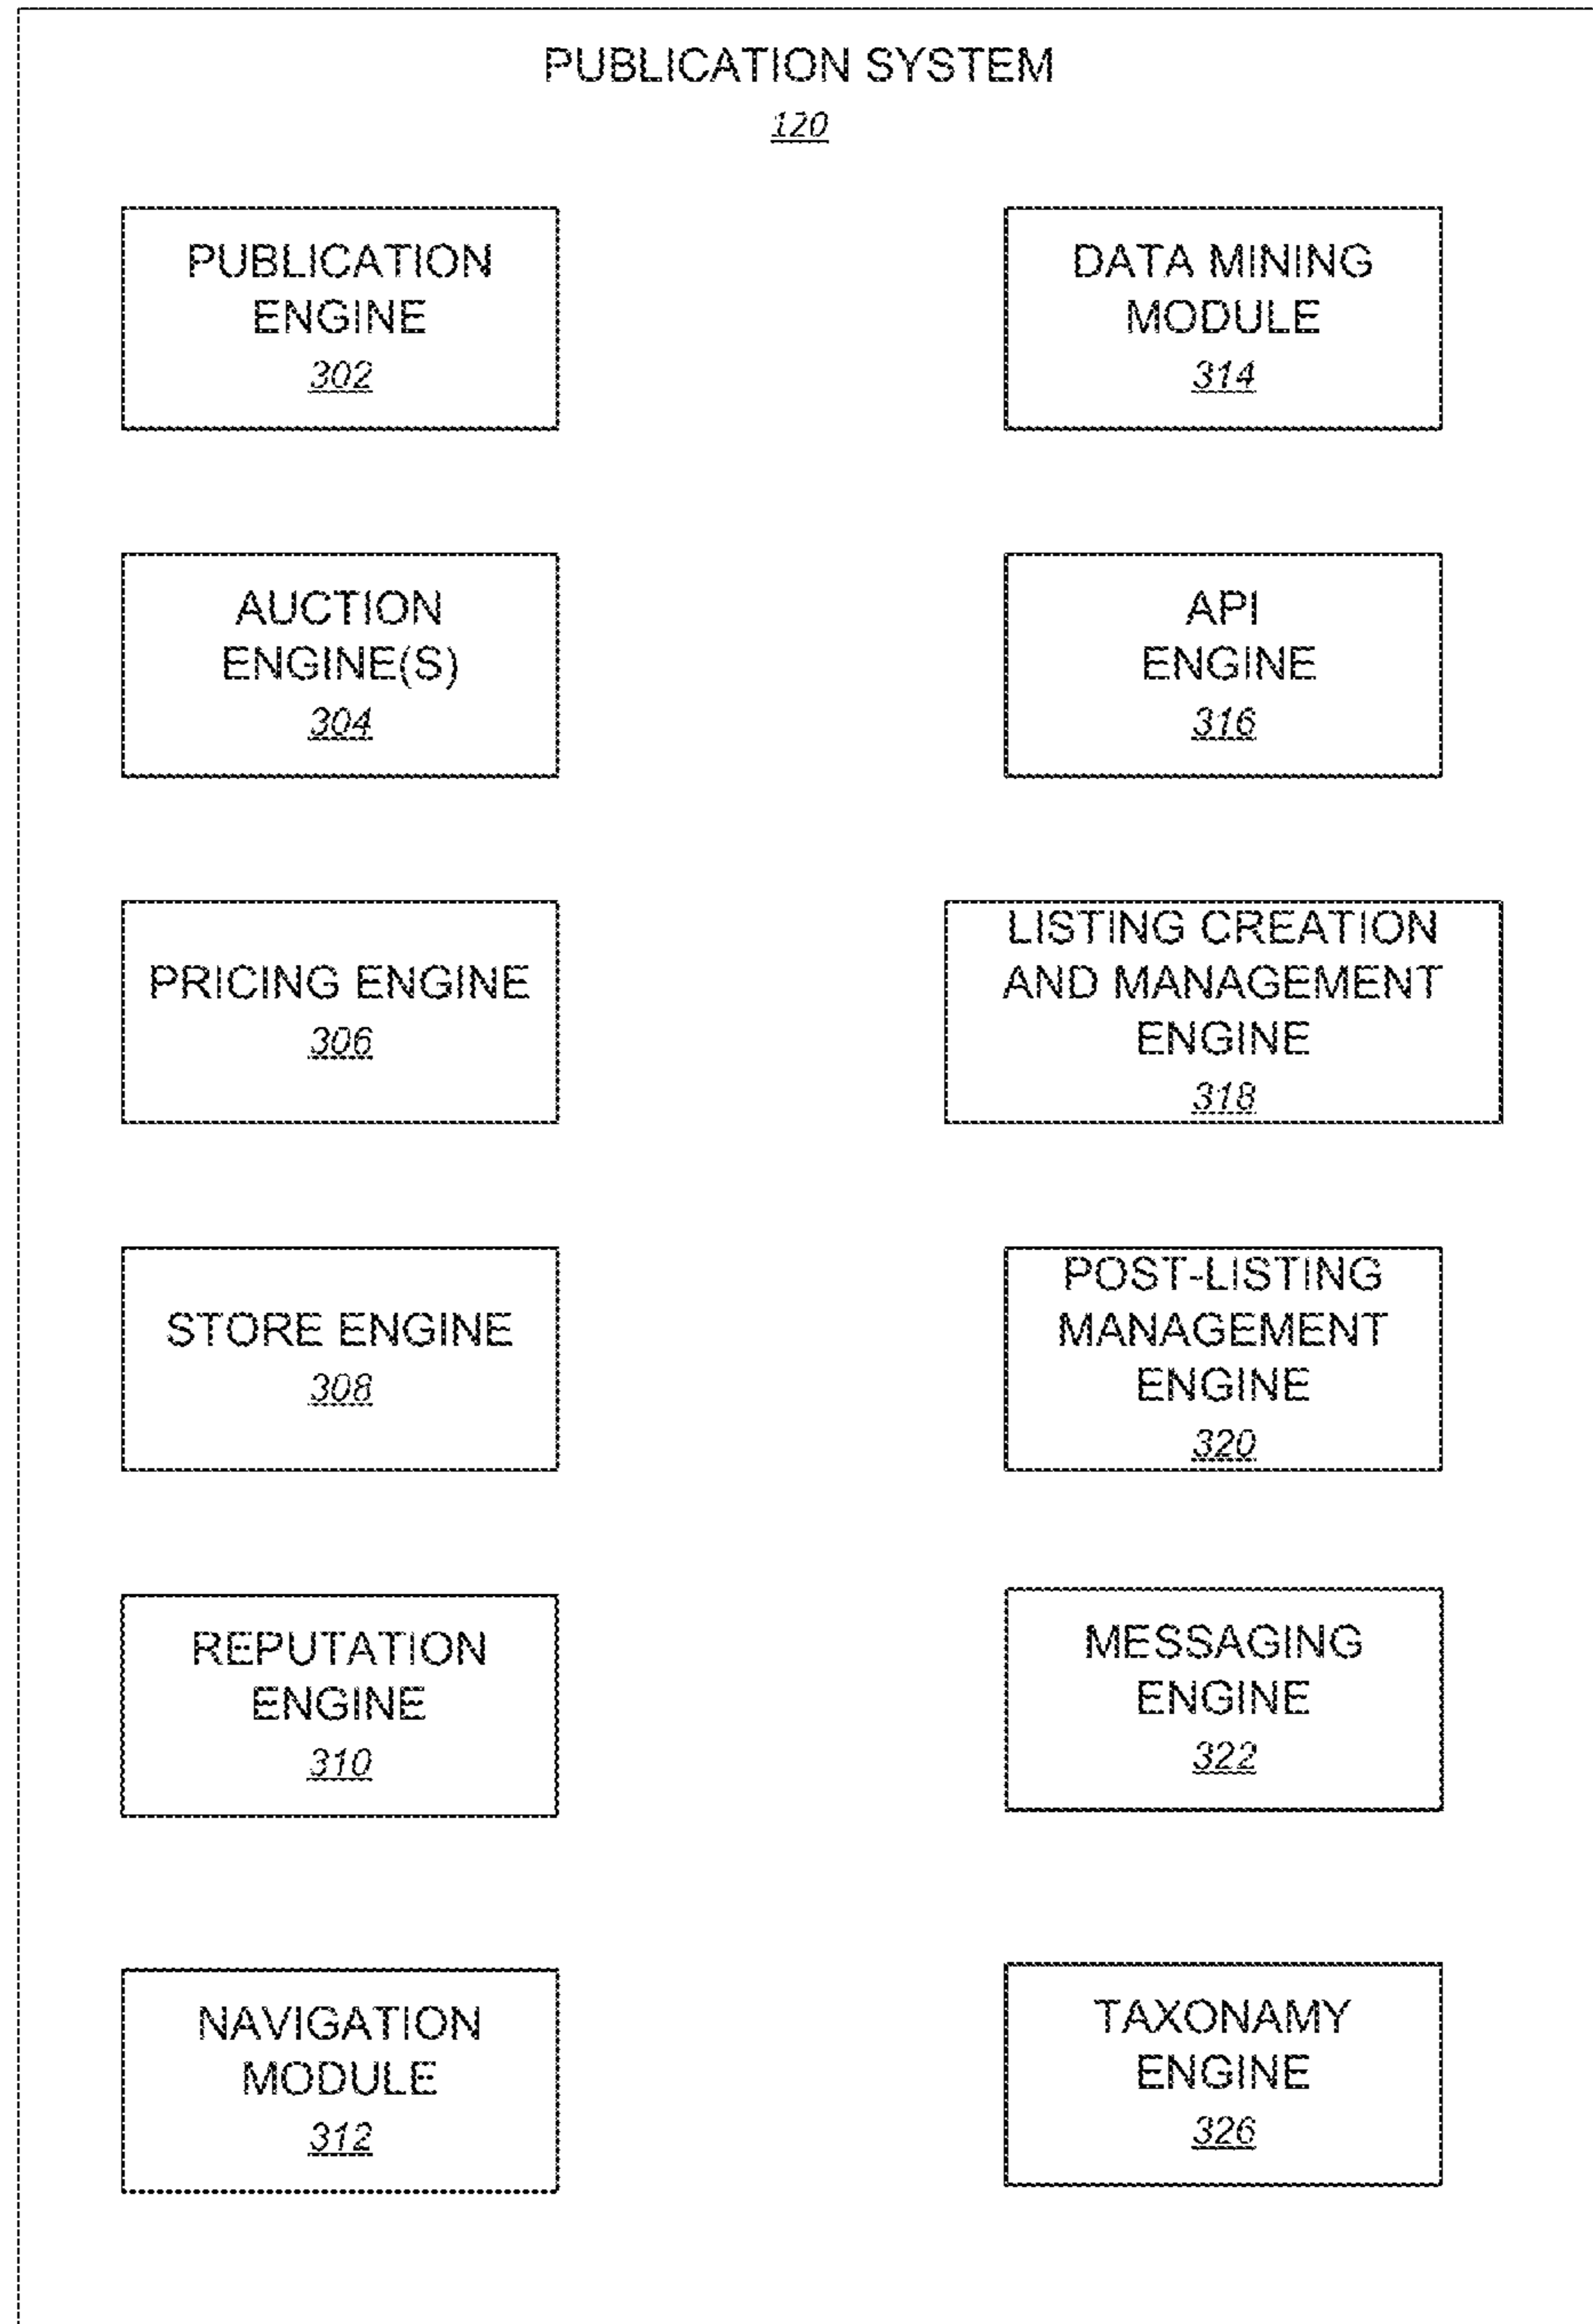 PUBLICATION SYSTEM
120
PUBLICATION
ENGINE
302
DATA MINING
MODULE
314
AUCTION
ENGINE(S)
304
API
ENGINE
316
PRICING ENGINE
306
LISTING CREATION
AND MANAGEMENT
ENGINE
318
STORE ENGINE
308
POST-LISTING
MANAGEMENT
ENGINE
320
REPUTATION
ENGINE
310
MESSAGING
ENGINE
322
NAVIGATION
MODULE
312
TAXONAMY
ENGINE
326